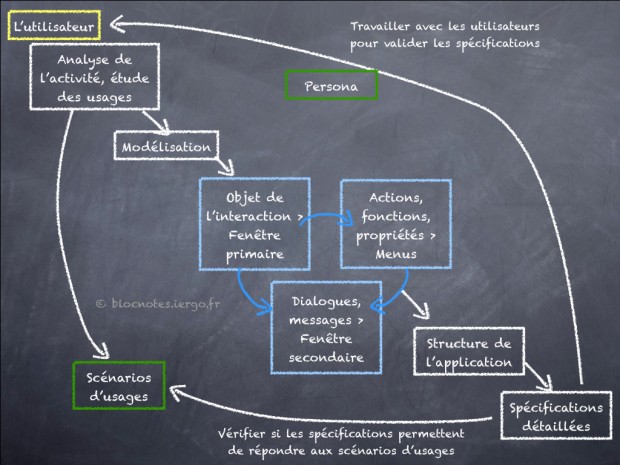 L'utilisateur
Travailler avec les utilisateurs
pour valider les spécifications
Analyse de
l'activité, étude
des usages
Persona
Modélisation
Objet de
l'interaction >
Fenêtre
primaire
Actions,
fonctions,
propriétés >
Menus
© blocnotes.iergo.fr
Dialogues,
messages >
Fenêtre
secondaire
Structure de
l'application
Scénarios
d'usages
Spécifications
détaillées
Vérifier si les spécifications permettent
de répondre aux scénarios d'usages